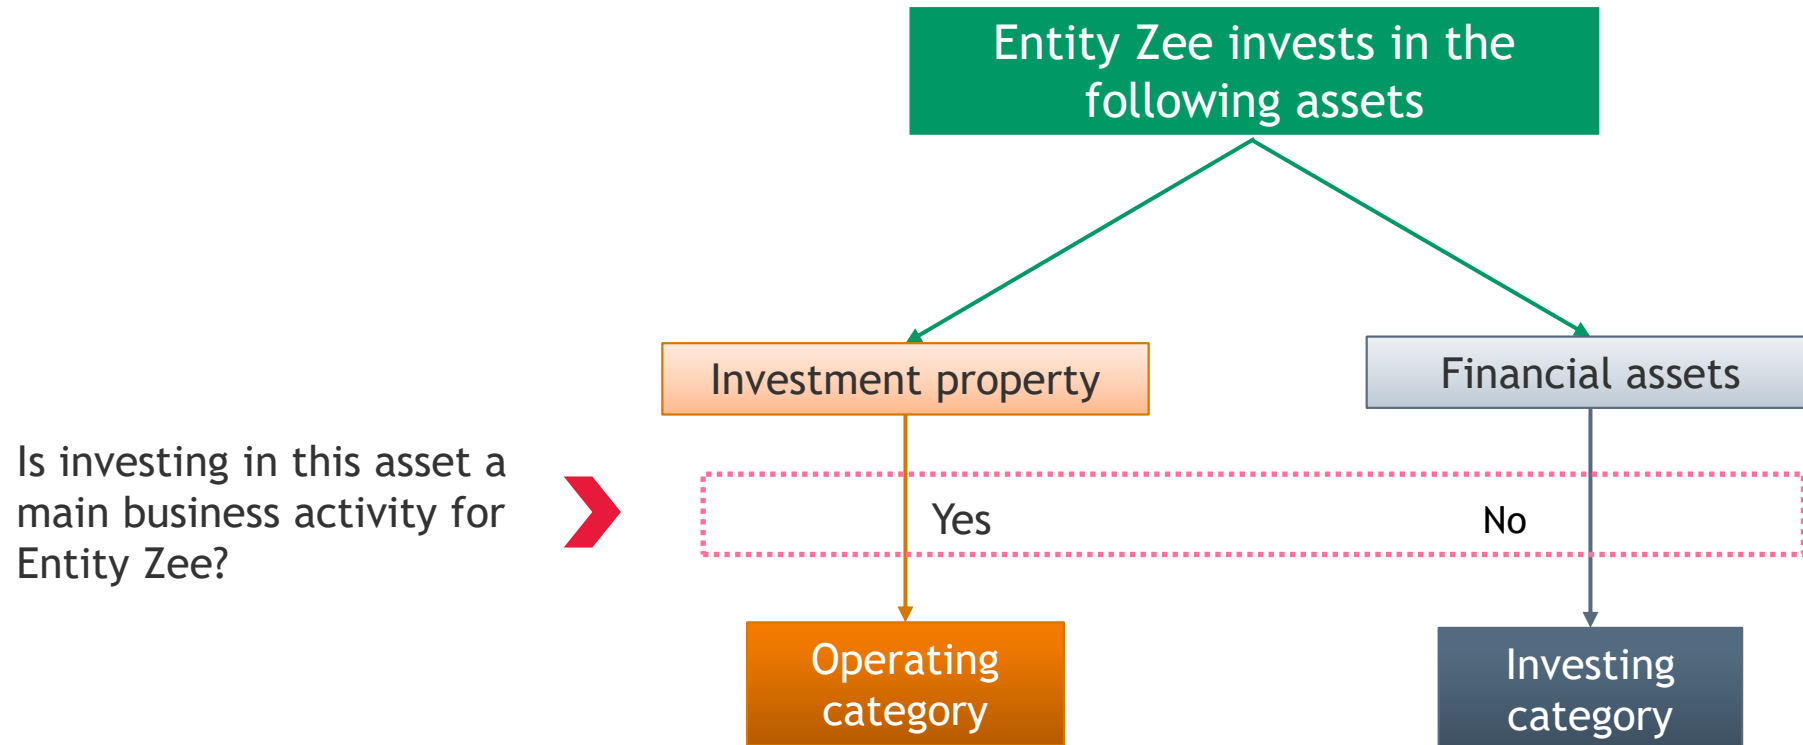 Entity Zee invests in the
following assets
Investment property
Financial assets
Is investing in this asset a
main business activity for
Entity Zee?
Yes
No
Operating
category
Investing
category